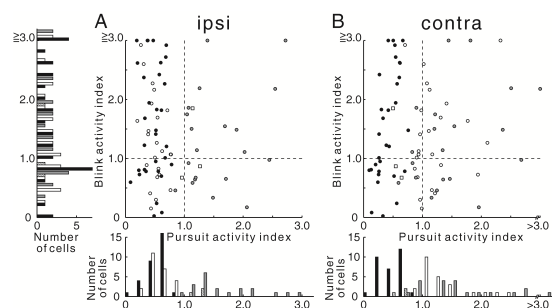 A ipsi B contra
≧3.0 ≧3.0 ≧3.0
Blink activity index
Blink activity index
2.0 2.0 2.0
1.0 1.0 1.0
0 0 0
0 5
Number
of cells
0 1.0 2.0 3.0
Pursuit activity index
0 1.0 2.0 >3.0
Pursuit activity index
Number
of cells
15
10
5
0
0 1.0 2.0 3.0
Number
of cells
15
10
5
0
0 1.0 2.0 >3.0